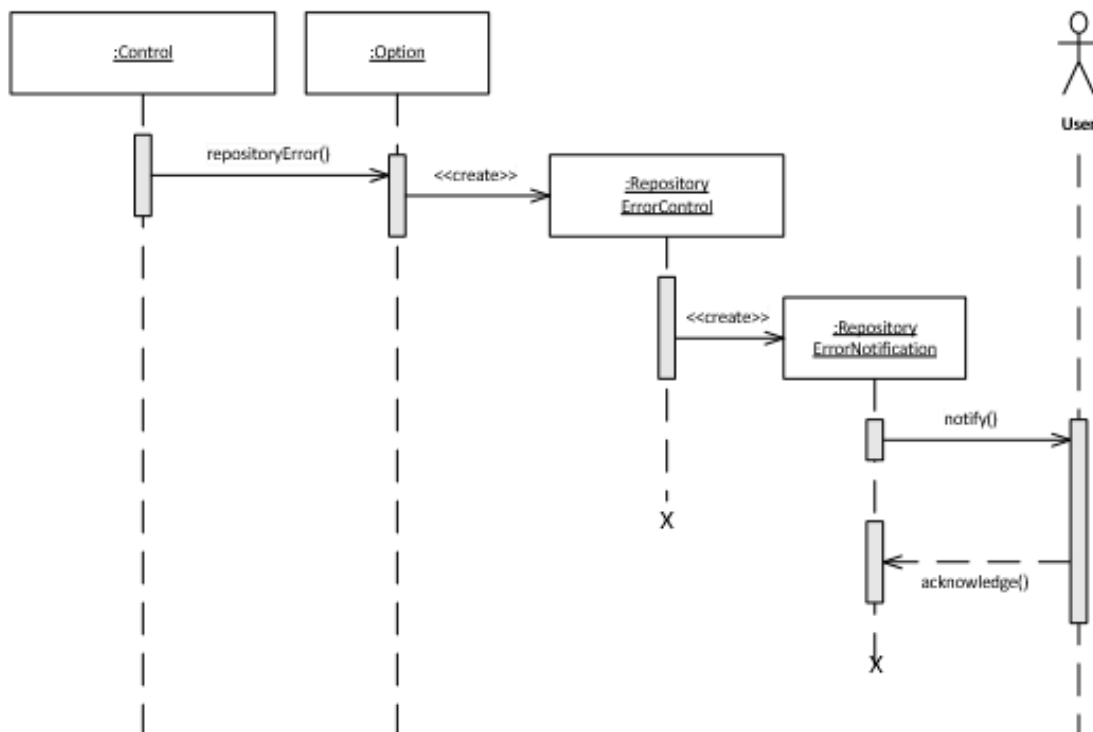 :Control
:Option
User
repositoryError()
<<create>>
:Repository
ErrorControl
<<create>>
:Repository
ErrorNotification
notify()
X
acknowledge()
X